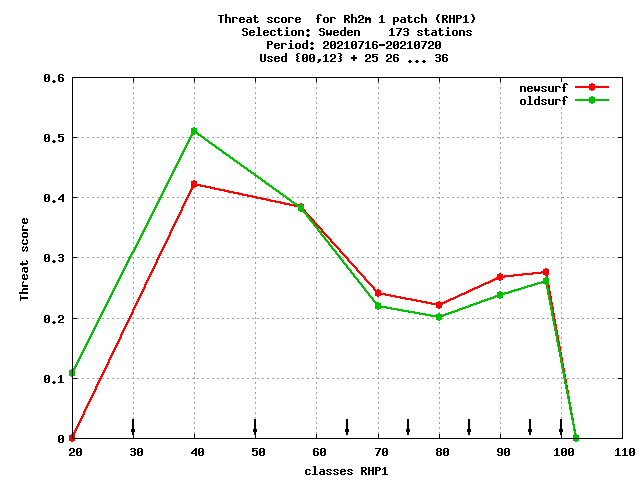 Threat score  for Rh2m 1 patch (RHP1)
Selection: Sweden    173 stations
Period: 20210716-20210720
Used {00,12} + 25 26 ... 36
newsurf
oldsurf
0.6
0.5
0.4
0.3
0.2
0.1
0
Threat score
20 30 40 50 60 70 80 90 100 110
classes RHP1